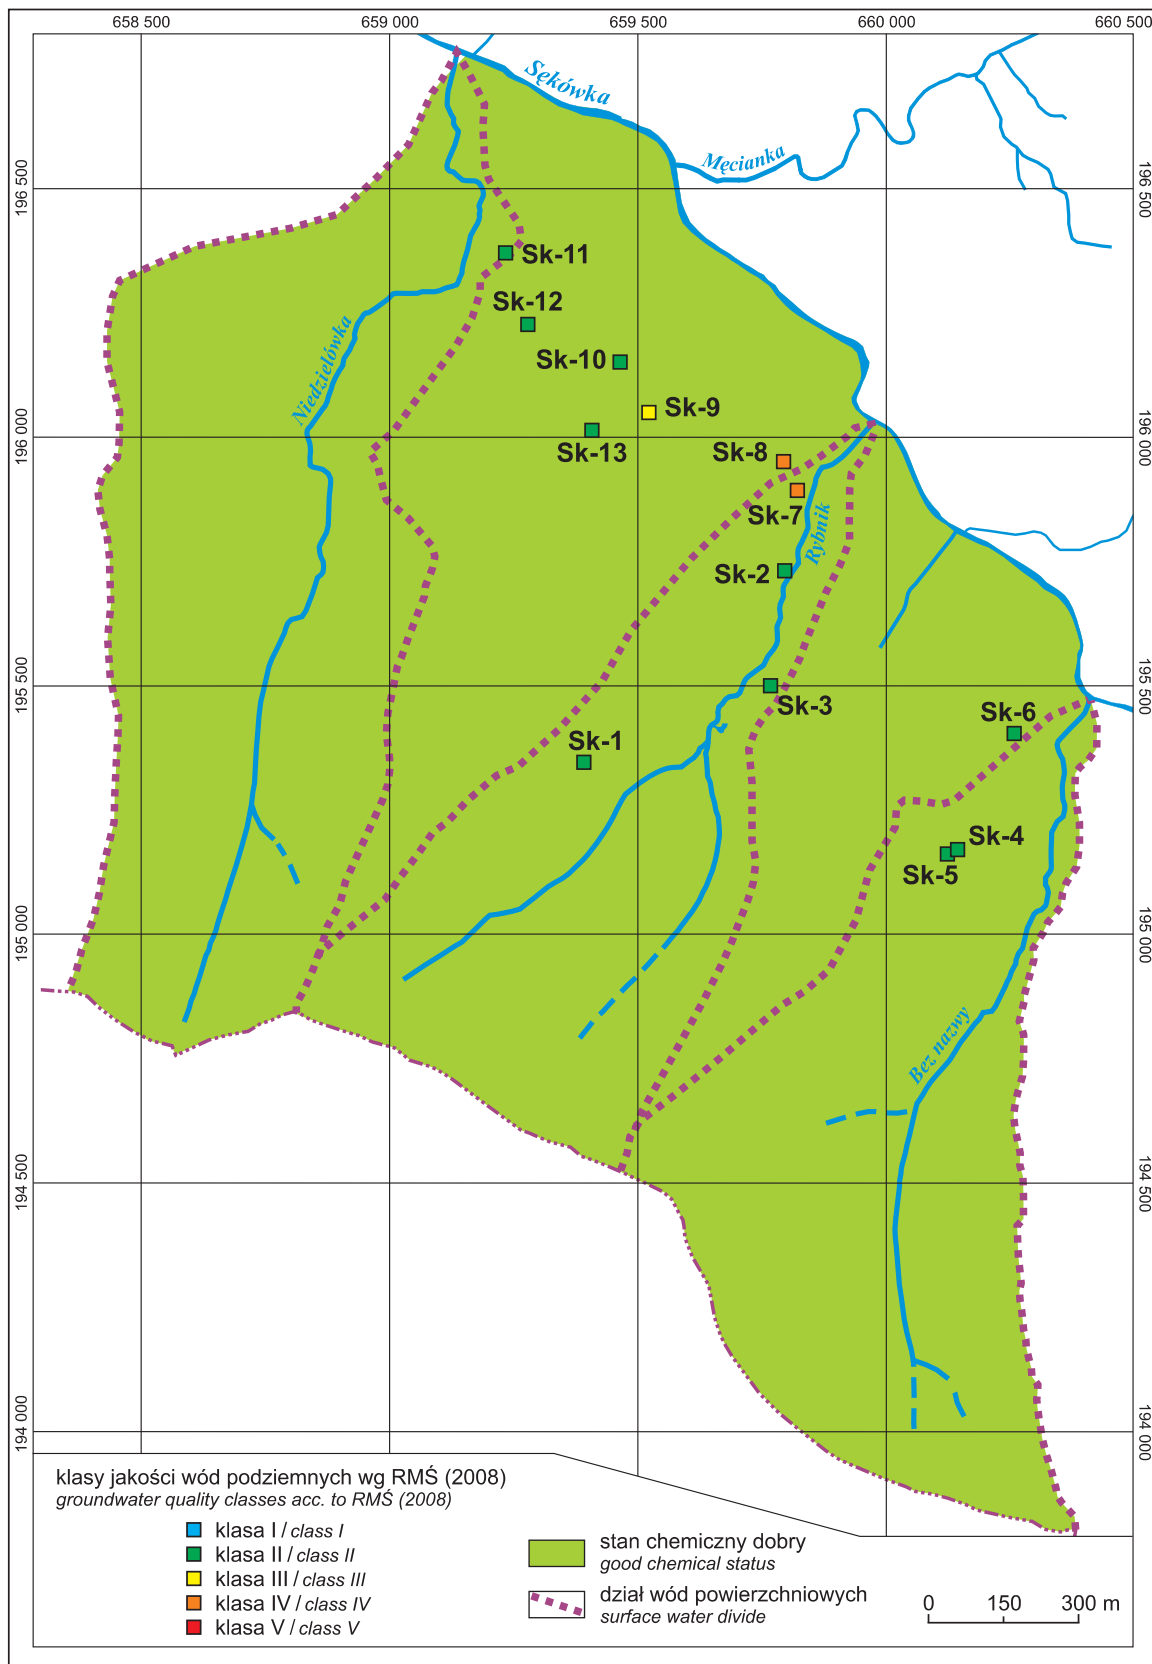 658 500
659 000
659 500
660 000
660 500
Sękówka
Męcianka
196 500
196 500
Sk-11
Sk-12
Niedzielówka
Sk-10
Sk-9
196 000
196 000
Sk-13
Sk-8
Sk-7
Rybnik
Sk-2
195 500
195 500
Sk-3
Sk-6
Sk-1
Sk-4
Sk-5
195 000
195 000
Bez nazwy
194 500
194 500
194 000
194 000
klasy jakości wód podziemnych wg RMŚ (2008)
groundwater quality classes acc. to RMŚ (2008)
klasa I / class I
klasa II / class II
klasa III / class III
klasa IV / class IV
klasa V / class V
stan chemiczny dobry
good chemical status
dział wód powierzchniowych
surface water divide
0 150 300 m